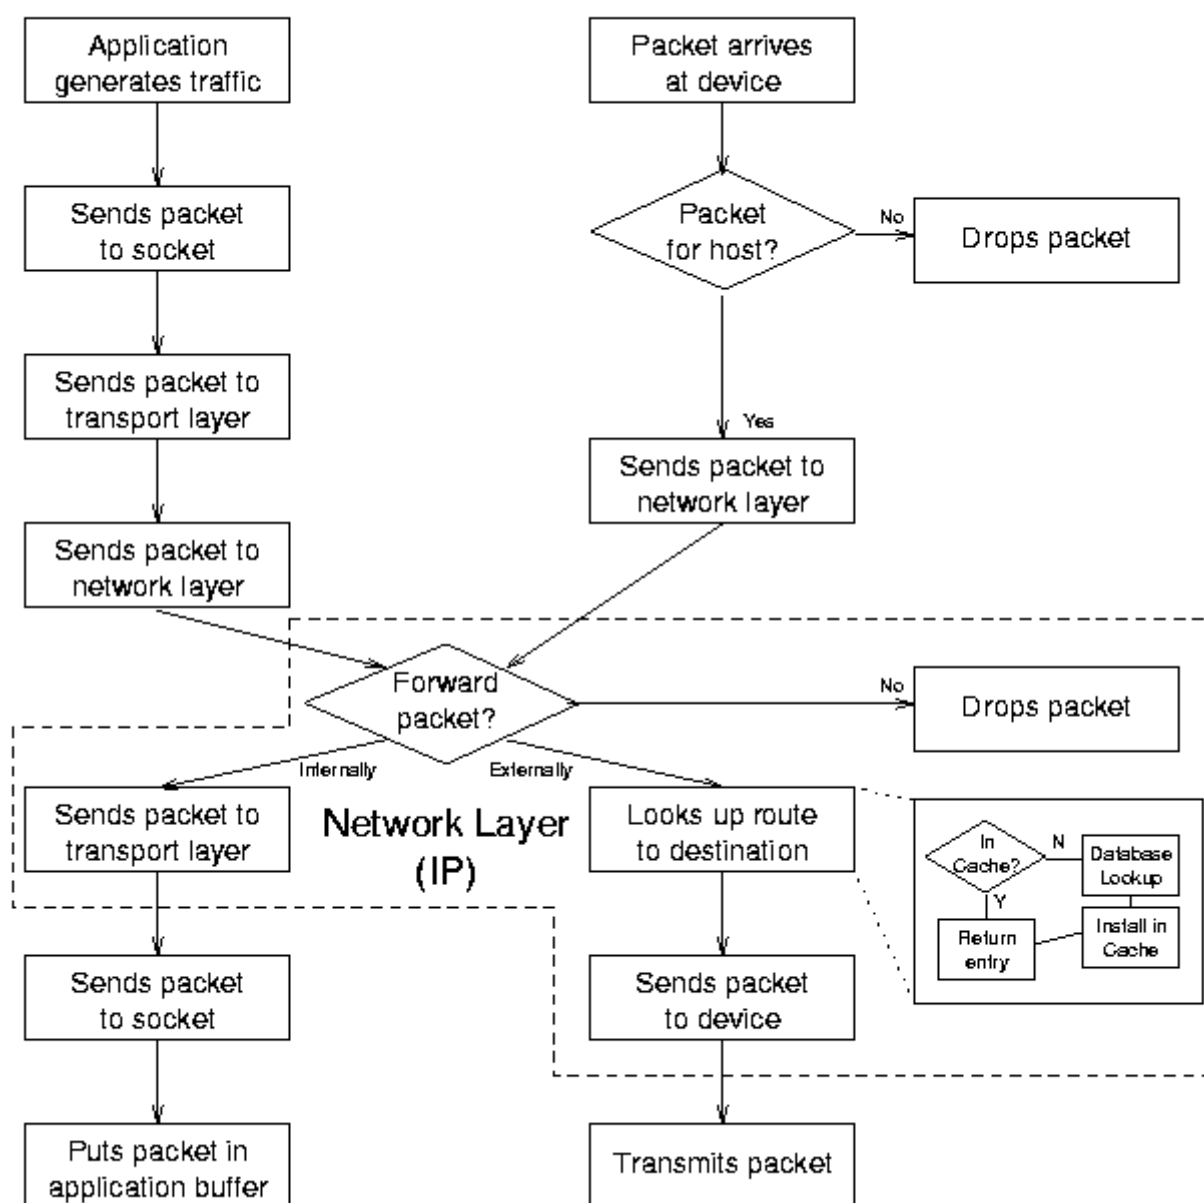 Application
generates traffic
Packet arrives
at device
Sends packet
to socket
Packet
for host?
No
Drops packet
Sends packet to
transport layer
Yes
Sends packet to
network layer
Sends packet to
network layer
Forward
packet?
No
Drops packet
Internally
Externally
Sends packet to
transport layer
Network Layer
(IP)
Looks up route
to destination
In
Cache?
N
Database
Lookup
Y
Return
entry
Install in
Cache
Sends packet
to socket
Sends packet
to device
Puts packet in
application buffer
Transmits packet